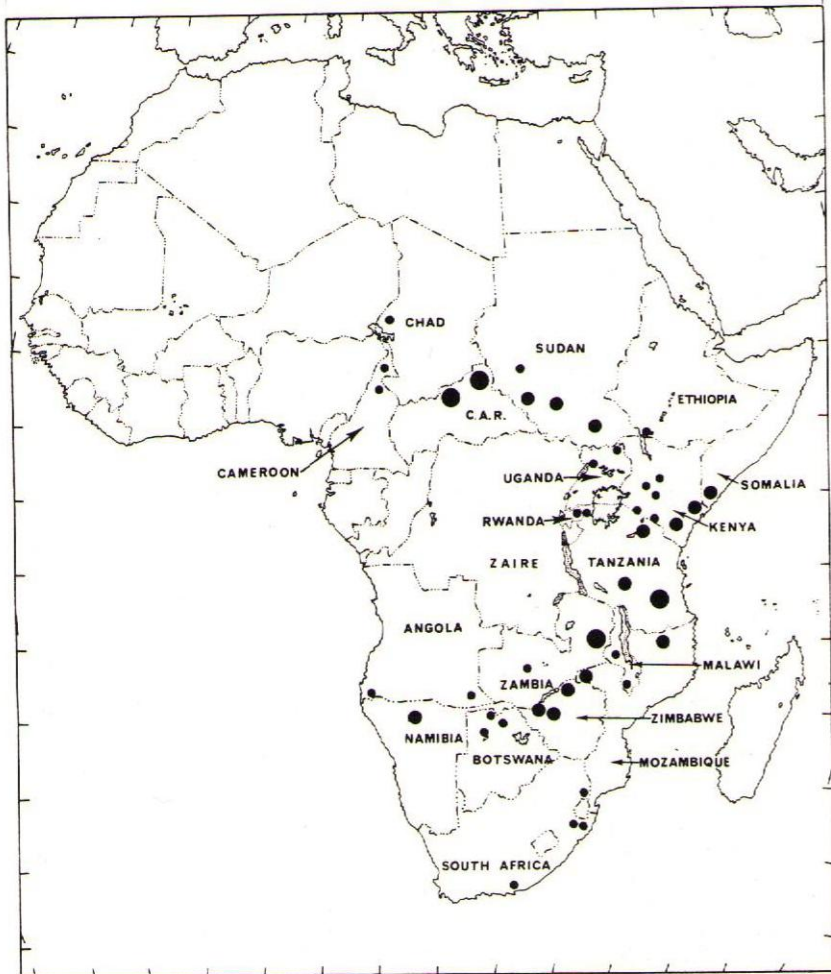 CHAD
SUDAN
ETHIOPIA
C.A.R.
CAMEROON
UGANDA
SOMALIA
RWANDA
KENYA
ZAIRE
TANZANIA
ANGOLA
MALAWI
ZAMBIA
ZIMBABWE
NAMIBIA
BOTSWANA
MOZAMBIQUE
SOUTH AFRICA